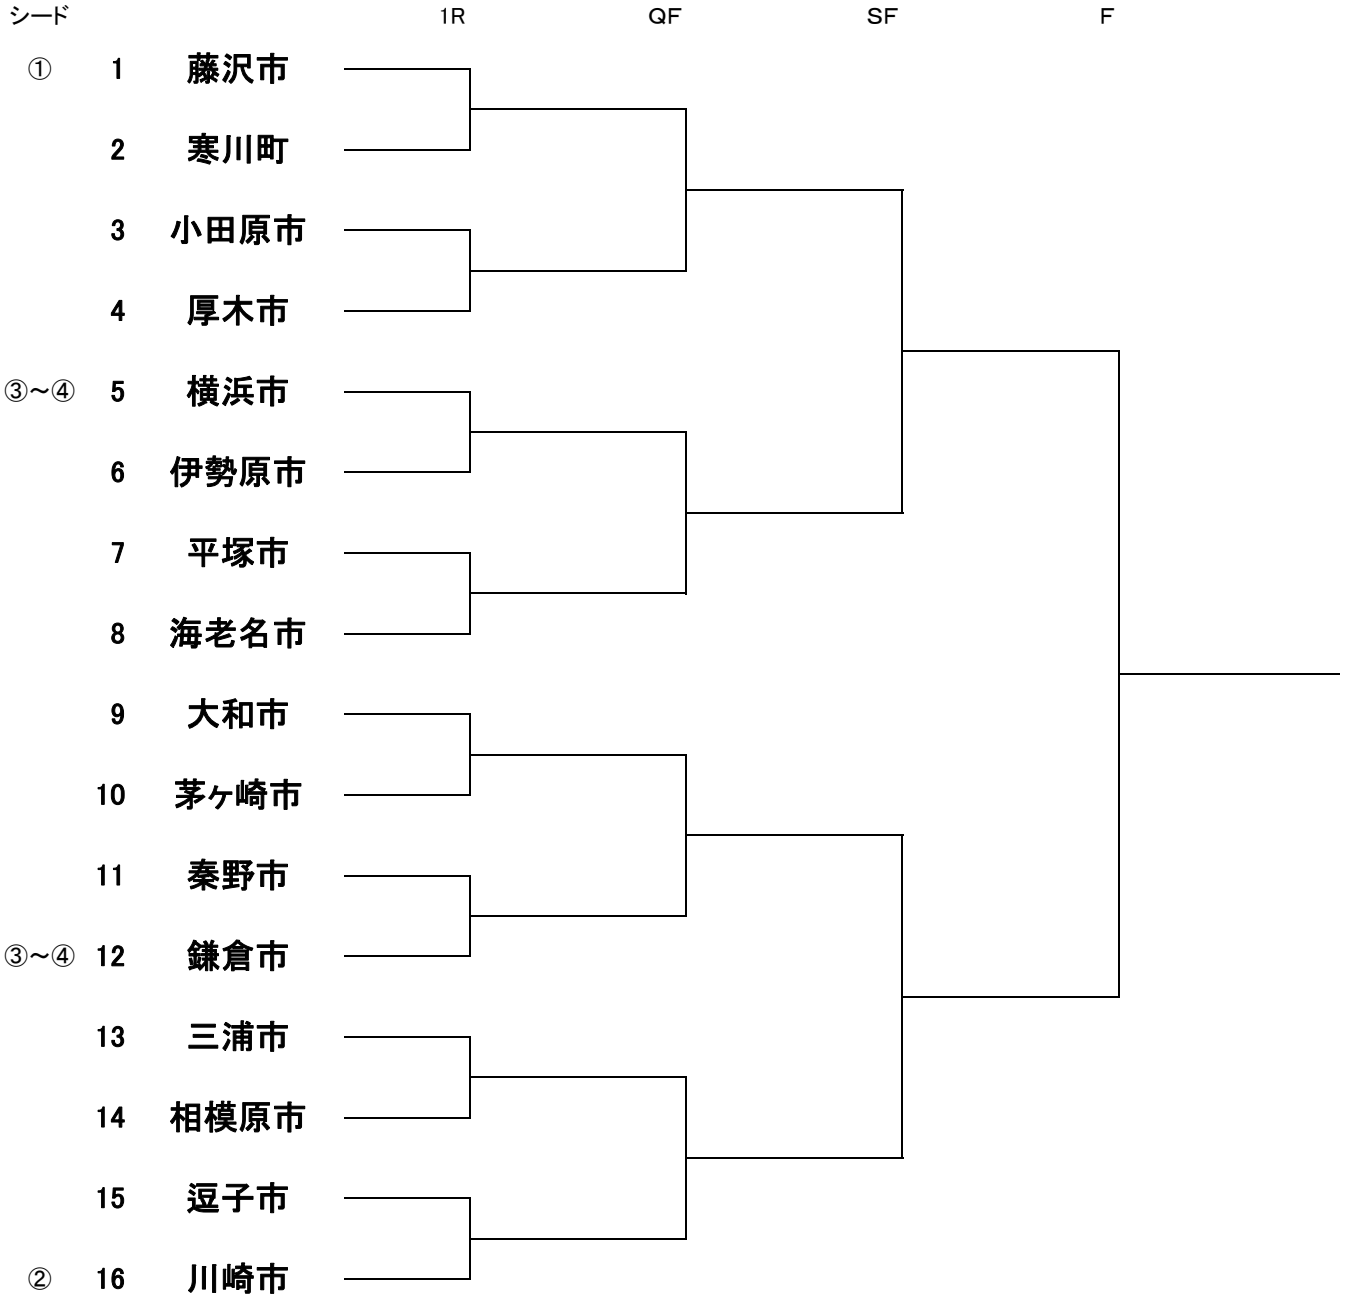 シード 1R QF SF F
① 1 藤沢市
2 寒川町
3 小田原市
4 厚木市
③～④ 5 横浜市
6 伊勢原市
7 平塚市
8 海老名市
9 大和市
10 茅ヶ崎市
11 秦野市
③～④ 12 鎌倉市
13 三浦市
14 相模原市
15 逗子市
② 16 川崎市